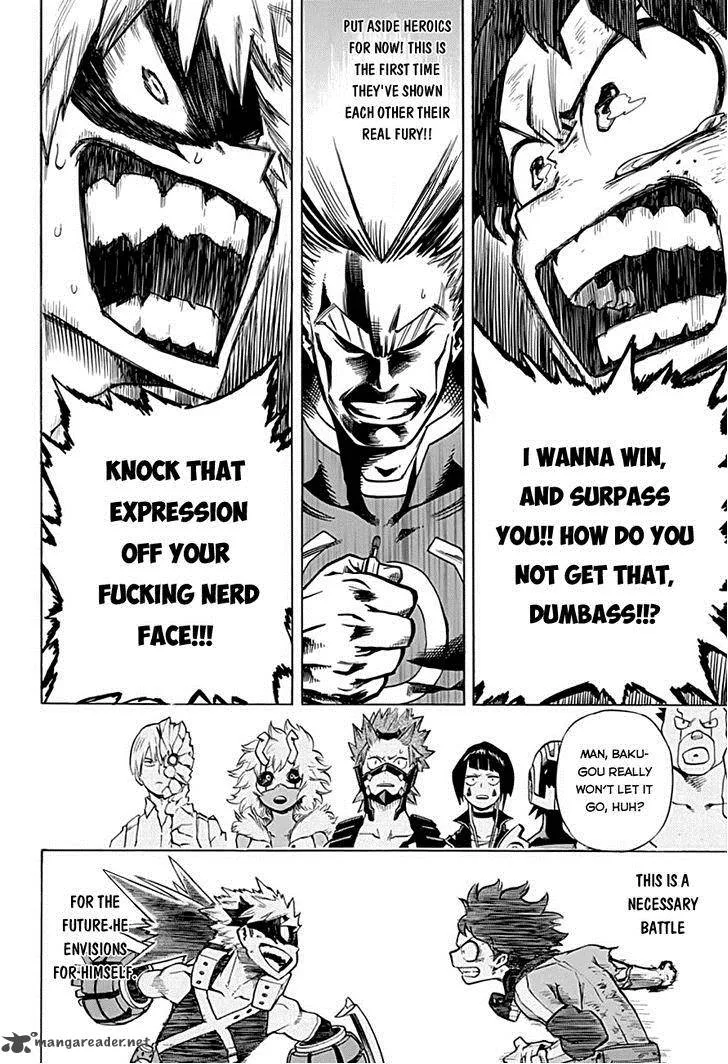 I WANNA WIN,
AND SURPASS
YOU!! HOW DO YOU
NOT GET THAT,
DUMBASS!!?
PUT ASIDE HEROICS
FOR NOW! THIS IS
THE FIRST TIME
THEY'VE SHOWN
EACH OTHER THEIR
REAL FURY!!
KNOCK THAT
EXPRESSION
OFF YOUR
FUCKING NERD
FACE!!!
MAN, BAKU-
GOU REALLY
WON'T LET IT
GO, HUH?
THIS IS A
NECESSARY
BATTLE
FOR THE
FUTURE HE
ENVISIONS
FOR HIMSELF.
mangareader.net